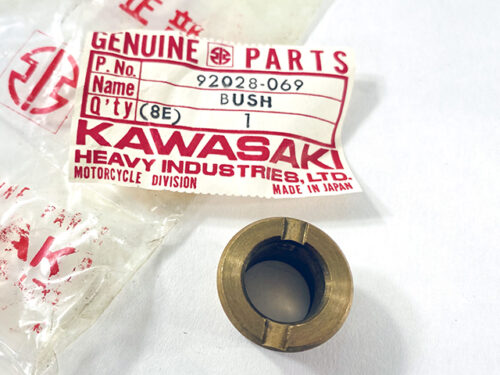 正
GENUINE PARTS
P. No. 92028-069
Name BUSH
Q'ty (8E) 1
KAWASAKI
HEAVY INDUSTRIES, LTD.
MOTORCYCLE DIVISION MADE IN JAPAN